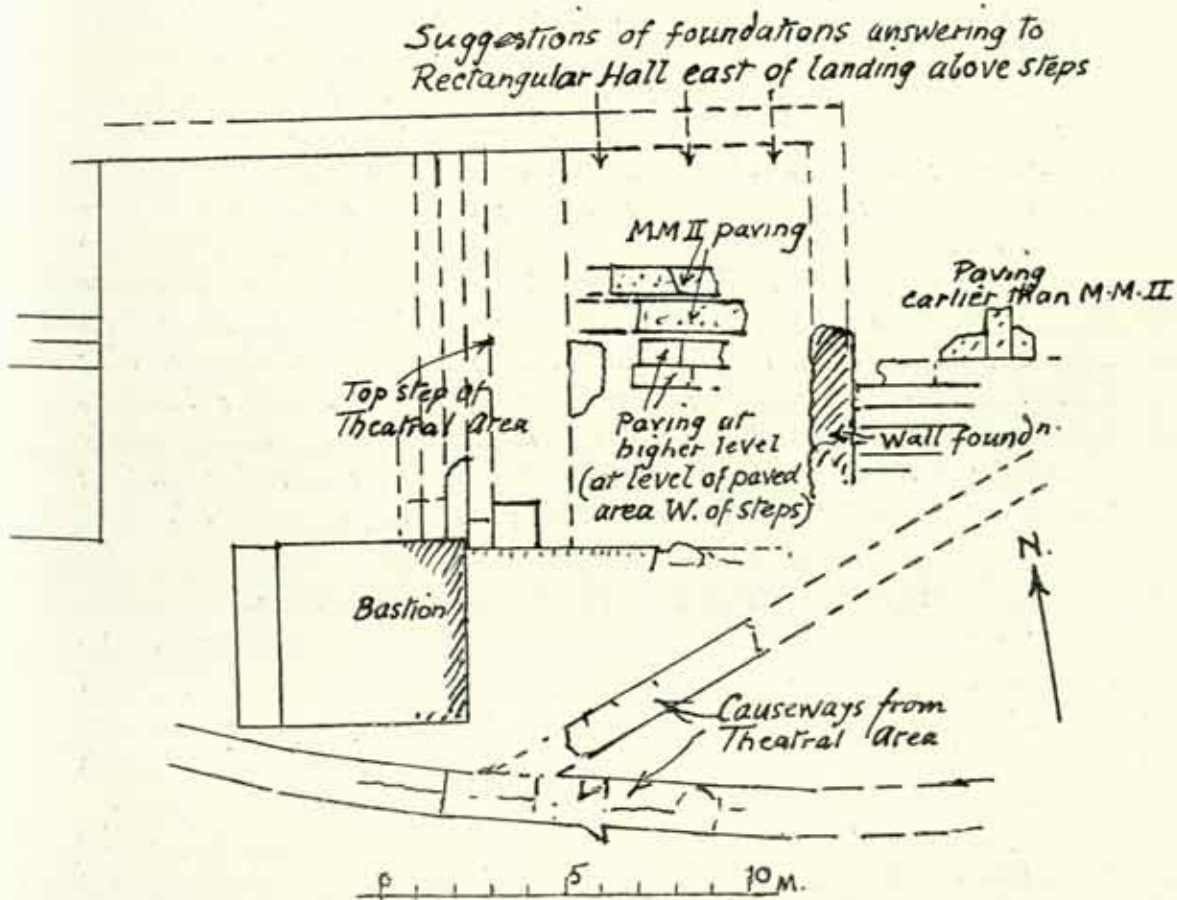 Suggestions of foundations answering to
Rectangular Hall east of landing above steps
M.M II paving
Paving
earlier than M.M.II
Top step of
Theatral Area
Paving at
higher level
(at level of paved
area W. of steps)
Wall foundn.
N.
Bastion
Causeways from
Theatral Area
0 5 10 M.